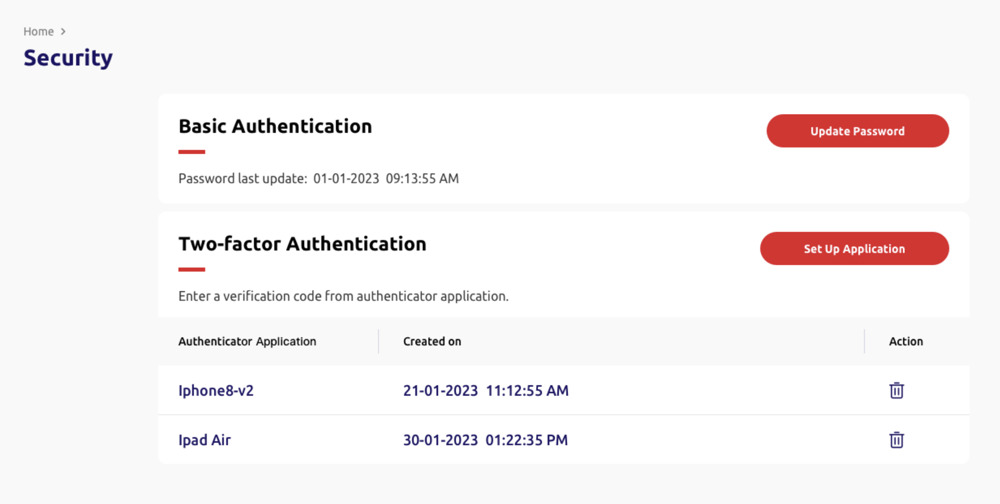 Home >
Security
Basic Authentication
Update Password
Password last update: 01-01-2023 09:13:55 AM
Two-factor Authentication
Set Up Application
Enter a verification code from authenticator application.
Authenticator Application Created on Action
Iphone8-v2 21-01-2023 11:12:55 AM
Ipad Air 30-01-2023 01:22:35 PM